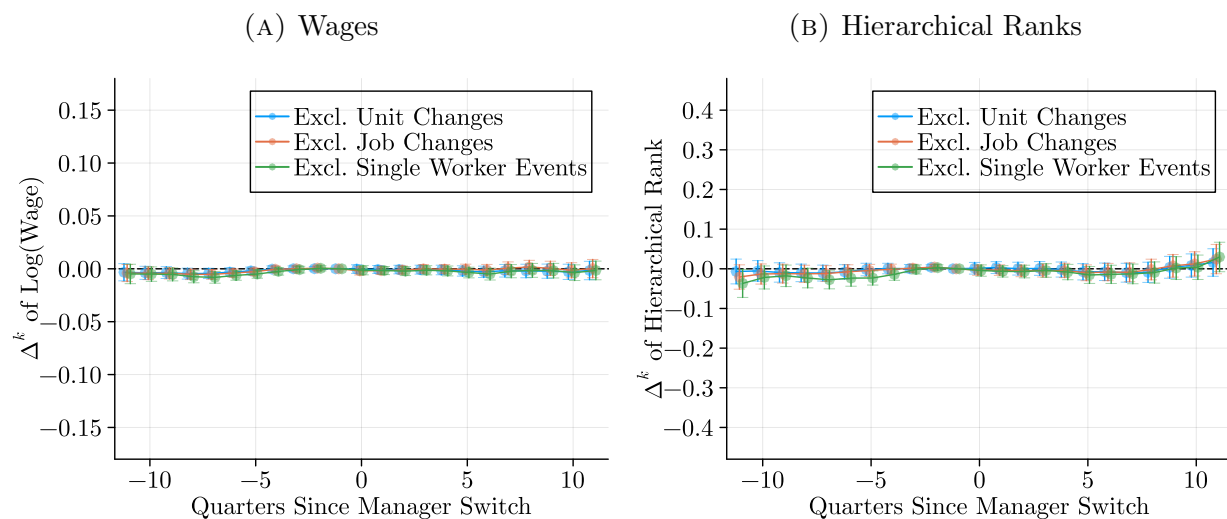 (A) Wages
0.15
0.10
0.05
0.00
−0.05
−0.10
−0.15
Δ^k of Log(Wage)
Excl. Unit Changes
Excl. Job Changes
Excl. Single Worker Events
−10 −5 0 5 10
Quarters Since Manager Switch
(B) Hierarchical Ranks
0.4
0.3
0.2
0.1
0.0
−0.1
−0.2
−0.3
−0.4
Δ^k of Hierarchical Rank
Excl. Unit Changes
Excl. Job Changes
Excl. Single Worker Events
−10 −5 0 5 10
Quarters Since Manager Switch